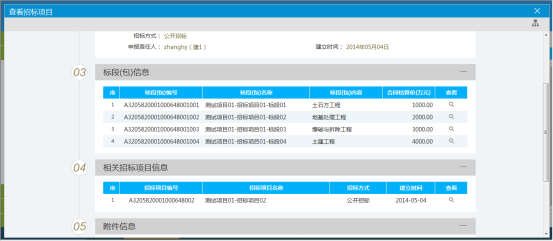 查看招标项目
招标方式： 公开招标
申报责任人： zhanghy（建1） 建立时间： 2014年05月04日
03 标段(包)信息
序 标段(包)编号 标段(包)名称 标段(包)内容 合同估算价(万元) 查看
1 A3205820001000648001001 测试项目01-招标项目01-标段01 土石方工程 1000.00
2 A3205820001000648001002 测试项目01-招标项目01-标段02 地基处理工程 2000.00
3 A3205820001000648001003 测试项目01-招标项目01-标段03 爆破与拆除工程 3000.00
4 A3205820001000648001004 测试项目01-招标项目01-标段04 土建工程 4000.00
04 相关招标项目信息
序 招标项目编号 招标项目名称 招标方式 建立时间 查看
1 A3205820001000648002 测试项目01-招标项目02 公开招标 2014-05-04
05 附件信息